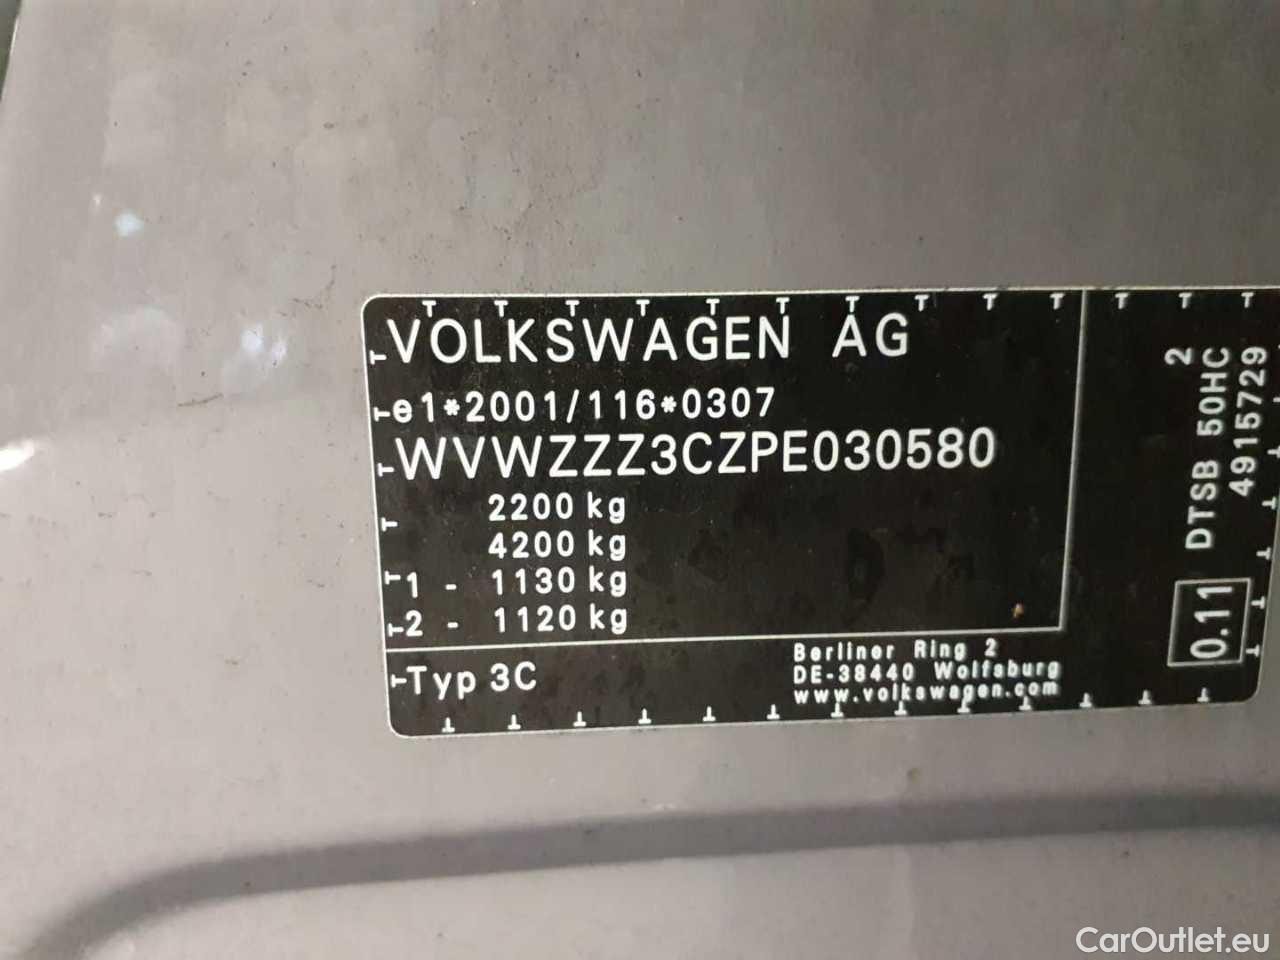 VOLKSWAGEN AG
e1*2001/116*0307
WVWZZZ3CZPE030580
2200 kg
4200 kg
1 - 1130 kg
2 - 1120 kg
Typ 3C
Berliner Ring 2
DE-38440 Wolfsburg
www.volkswagen.com
2
DTSB 50HC
4915729
0.11
CarOutlet.eu